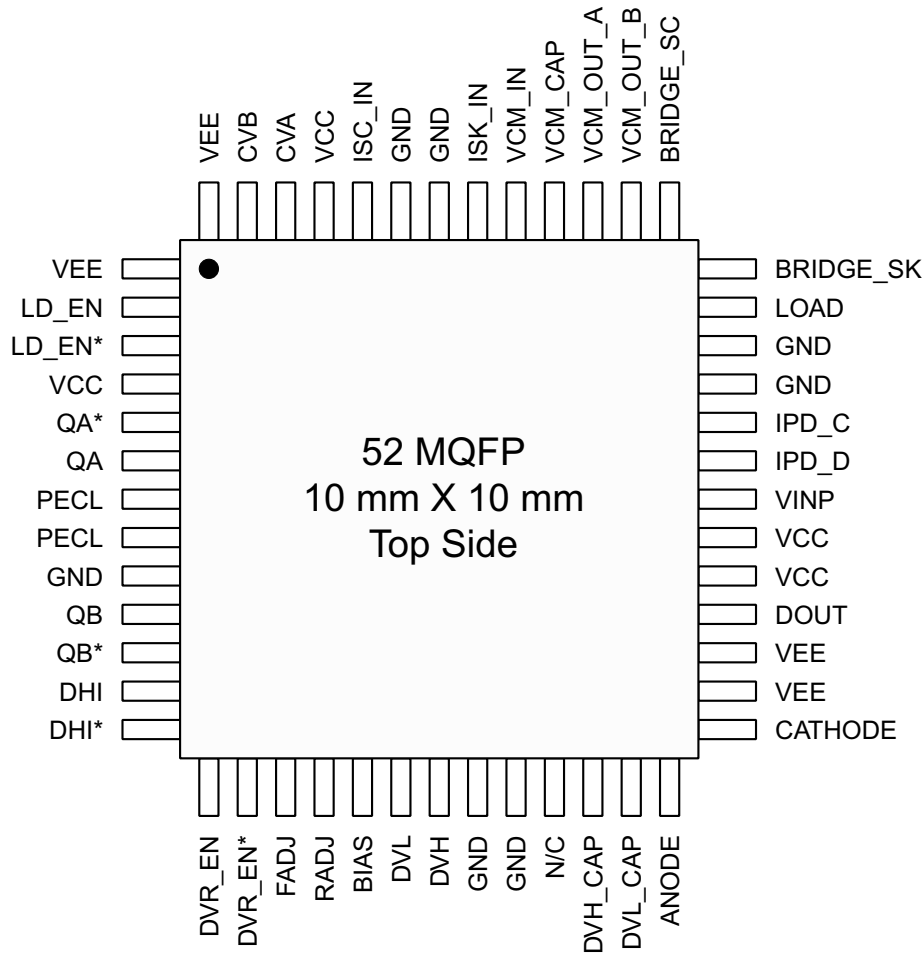 VEE
CVB
CVA
VCC
ISC_IN
GND
GND
ISK_IN
VCM_IN
VCM_CAP
VCM_OUT_A
VCM_OUT_B
BRIDGE_SC
VEE
LD_EN
LD_EN*
VCC
QA*
QA
PECL
PECL
GND
QB
QB*
DHI
DHI*
52 MQFP
10 mm X 10 mm
Top Side
BRIDGE_SK
LOAD
GND
GND
IPD_C
IPD_D
VINP
VCC
VCC
DOUT
VEE
VEE
CATHODE
DVR_EN
DVR_EN*
FADJ
RADJ
BIAS
DVL
DVH
GND
GND
N/C
DVH_CAP
DVL_CAP
ANODE